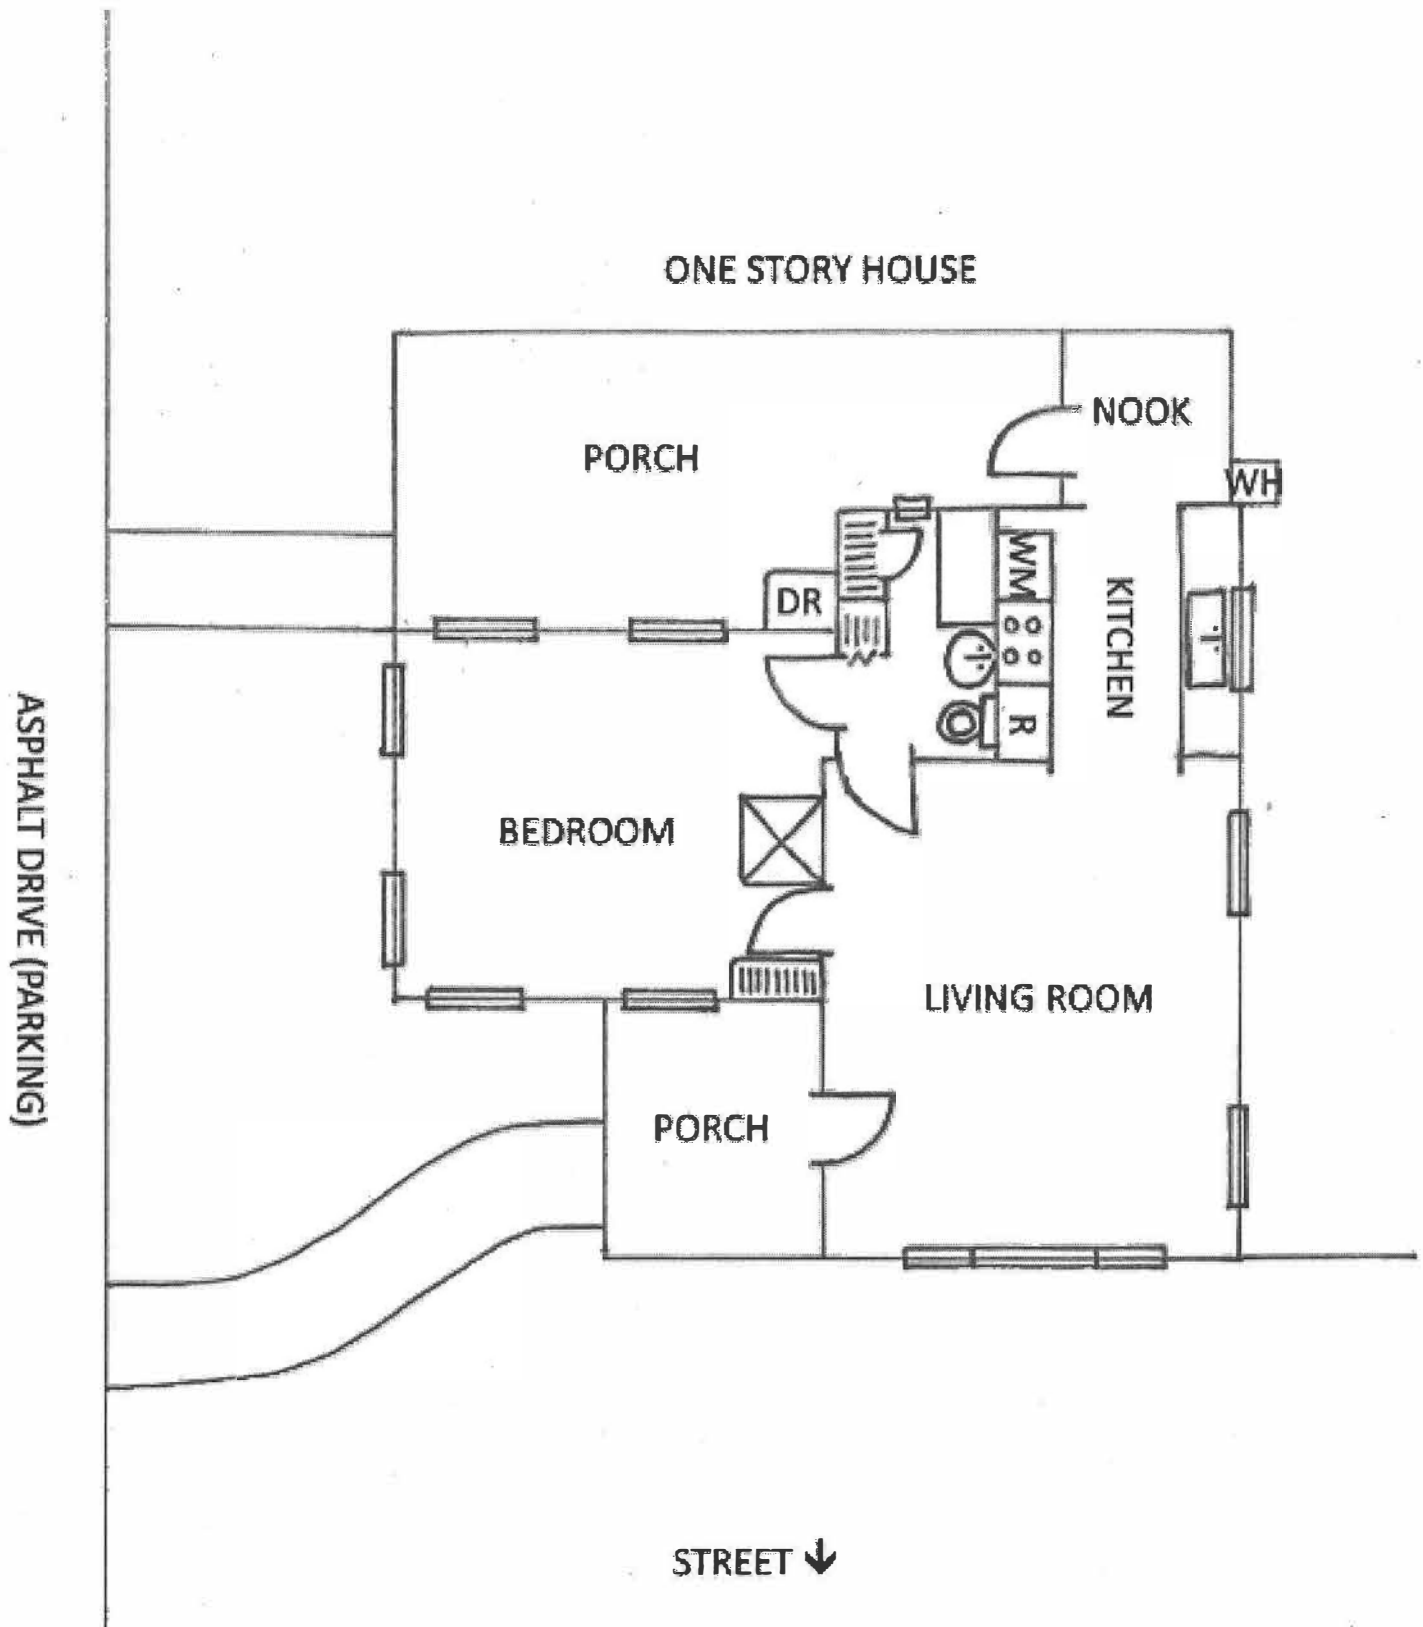 ONE STORY HOUSE
NOOK
PORCH
WH
WM
DR
KITCHEN
R
BEDROOM
ASPHALT DRIVE (PARKING)
LIVING ROOM
PORCH
STREET ↓